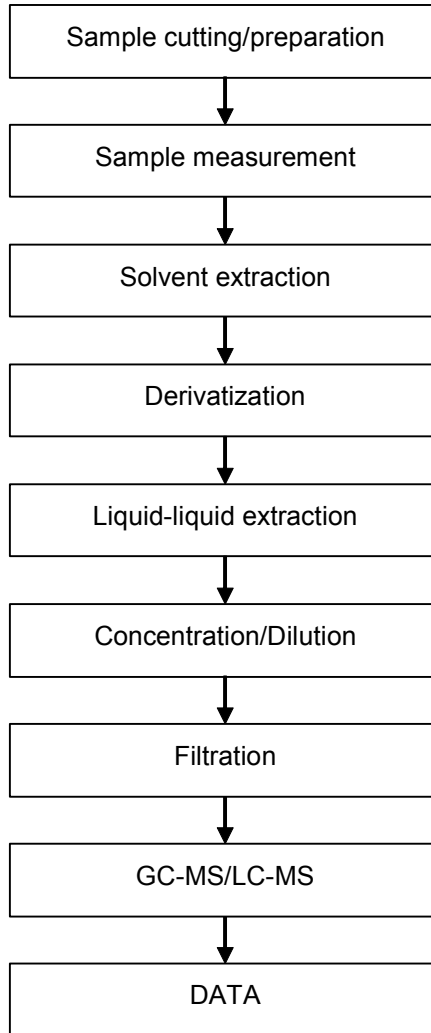 Sample cutting/preparation
Sample measurement
Solvent extraction
Derivatization
Liquid-liquid extraction
Concentration/Dilution
Filtration
GC-MS/LC-MS
DATA